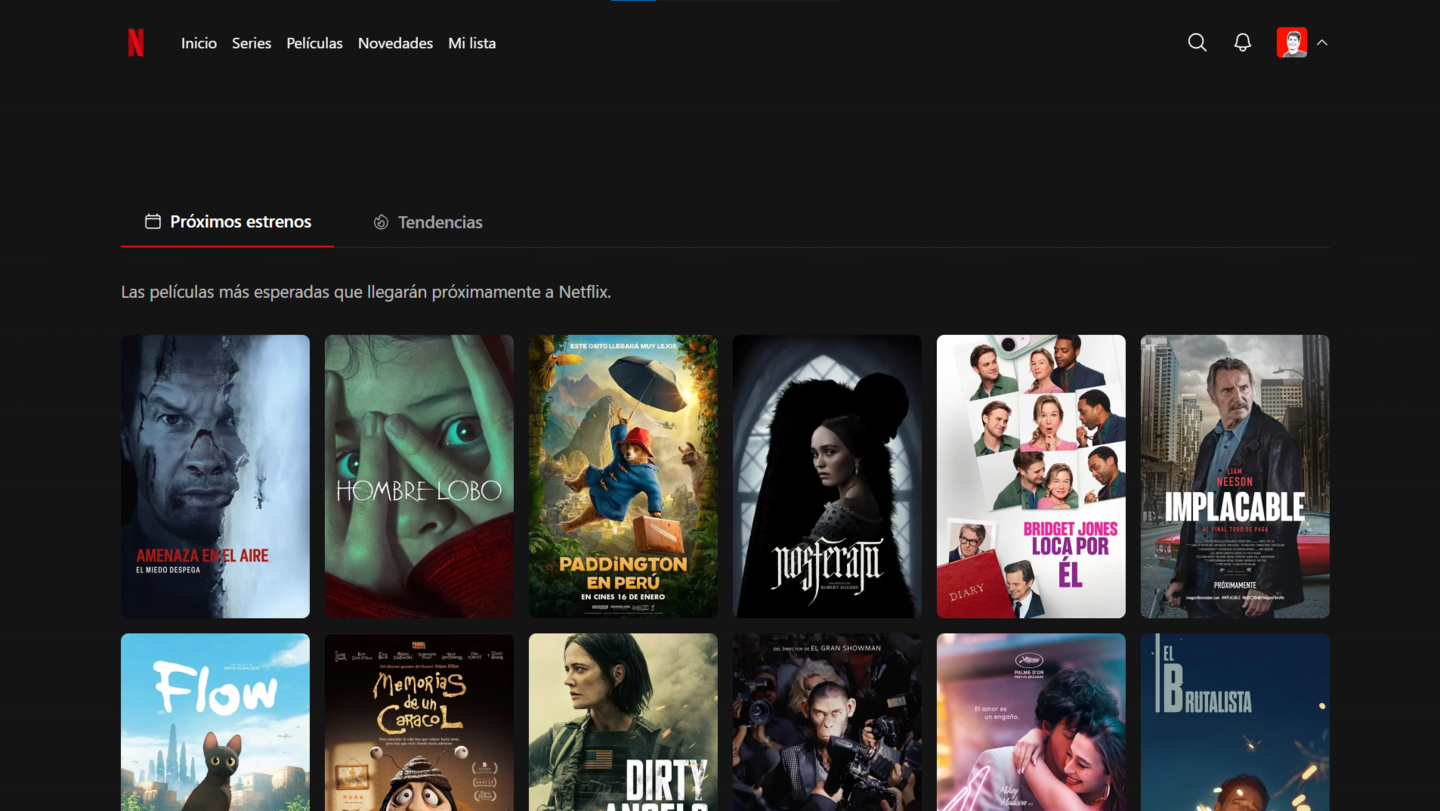 N
Inicio Series Películas Novedades Mi lista
Próximos estrenos Tendencias
Las películas más esperadas que llegarán próximamente a Netflix.
AMENAZA EN EL AIRE
EL MIEDO DESPEGA
HOMBRE LOBO
ESTE OSITO LLEGARÁ MUY LEJOS
PADDINGTON
EN PERÚ
EN CINES 16 DE ENERO
nosferatu
ROBERT EGGERS
BRIDGET JONES
LOCA POR
ÉL
DIARY
LIAM
NEESON
IMPLACABLE
AL FINAL TODO SE PAGA
PRÓXIMAMENTE
Flow
Memorias
de un
Caracol
DIRTY
ANGELS
DEL DIRECTOR DE EL GRAN SHOWMAN
PALME D'OR
El amor es
un engaño.
Mikey
Madison
EL
BRUTALISTA